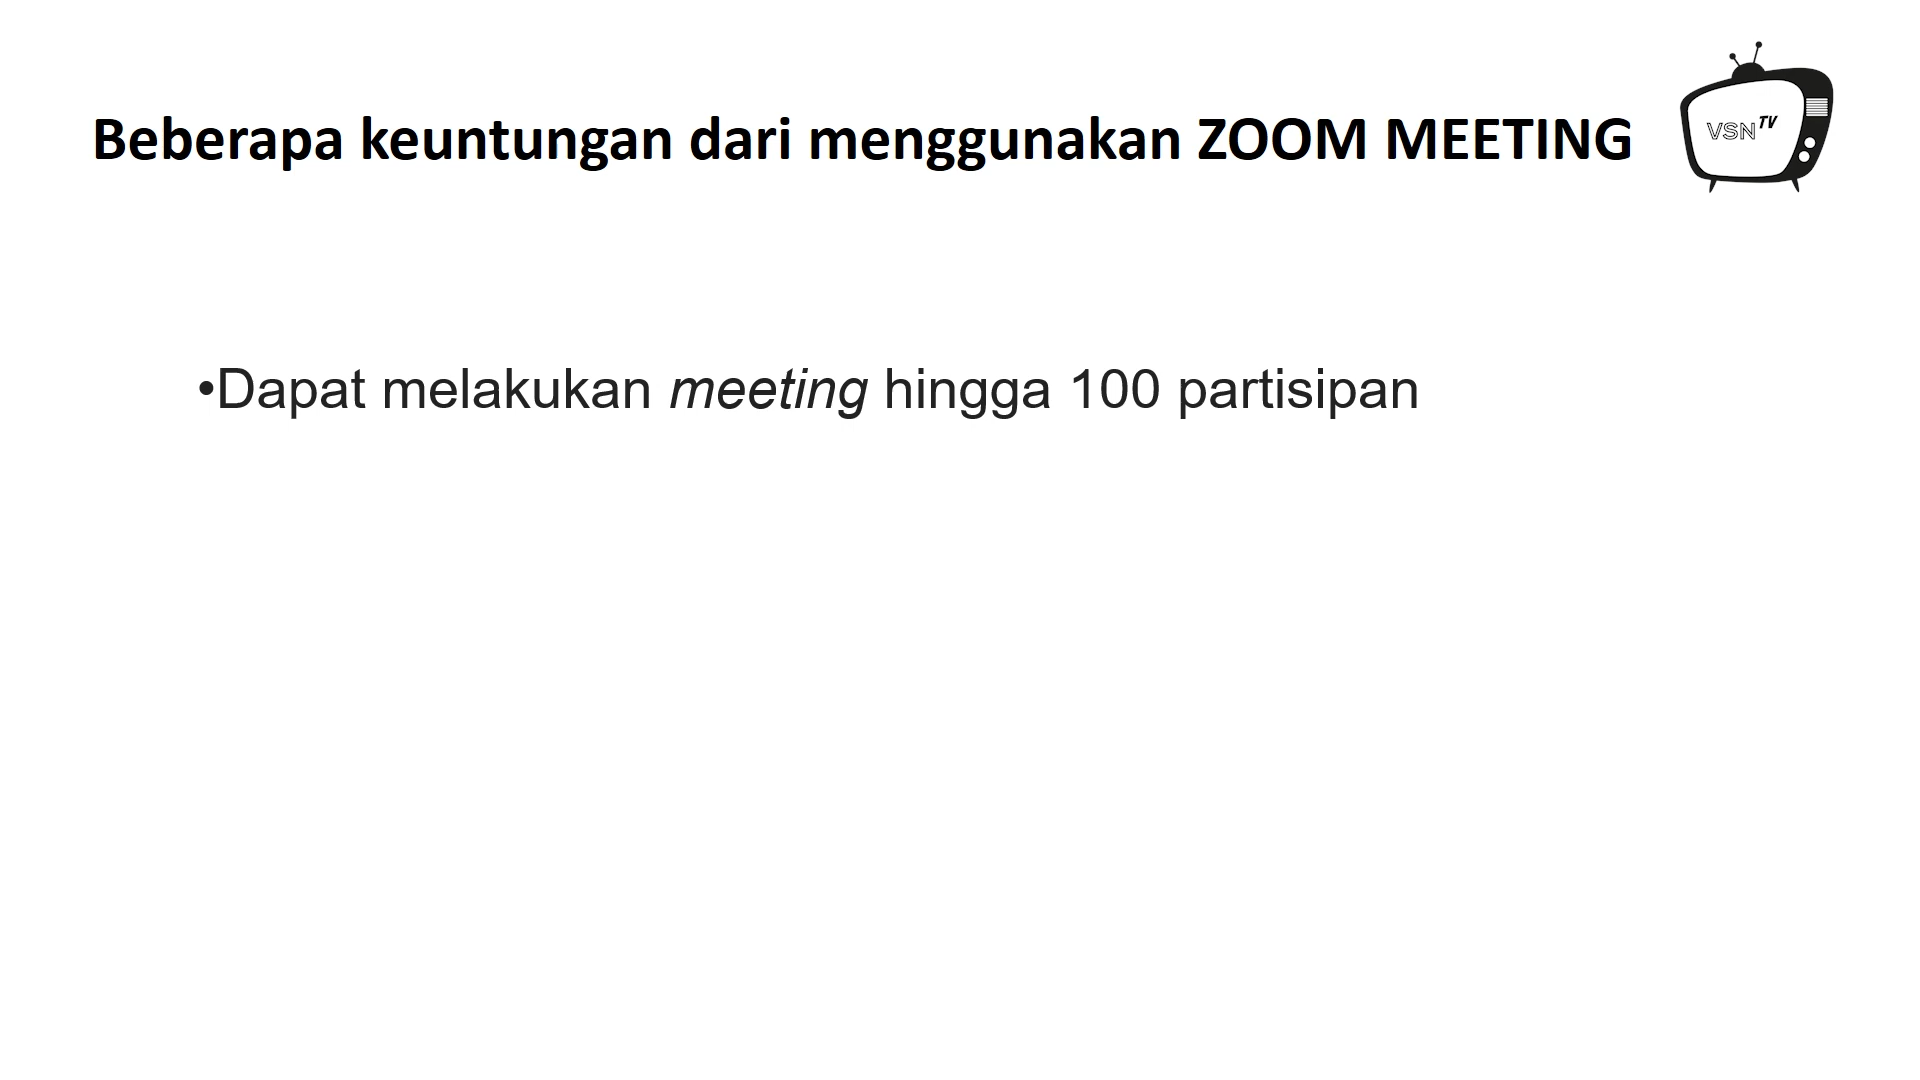 Beberapa keuntungan dari menggunakan ZOOM MEETING
VSN TV
•Dapat melakukan meeting hingga 100 partisipan